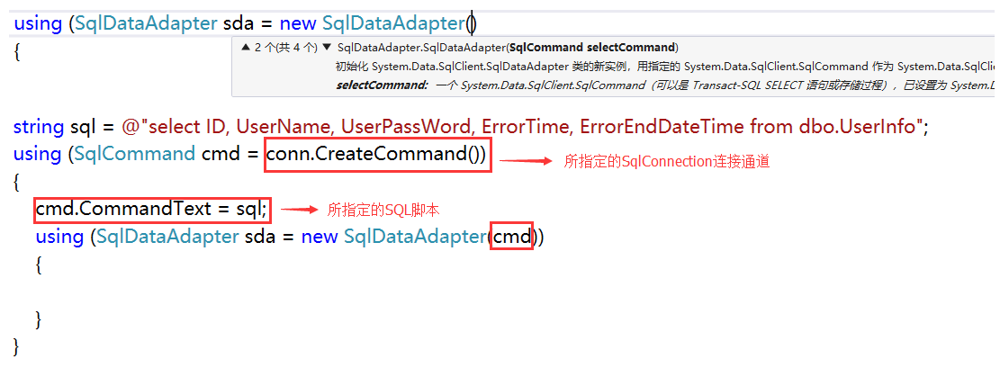 using (SqlDataAdapter sda = new SqlDataAdapter()
{
▲ 2 个(共 4 个) ▼ SqlDataAdapter.SqlDataAdapter(SqlCommand selectCommand)
初始化 System.Data.SqlClient.SqlDataAdapter 类的新实例，用指定的 System.Data.SqlClient.SqlCommand 作为 System.Data.SqlCl
selectCommand: 一个 System.Data.SqlClient.SqlCommand（可以是 Transact-SQL SELECT 语句或存储过程），已设置为 System.D
string sql = @"select ID, UserName, UserPassWord, ErrorTime, ErrorEndDateTime from dbo.UserInfo";
using (SqlCommand cmd = conn.CreateCommand()) 所指定的SqlConnection连接通道
{
cmd.CommandText = sql; 所指定的SQL脚本
using (SqlDataAdapter sda = new SqlDataAdapter(cmd))
{
}
}